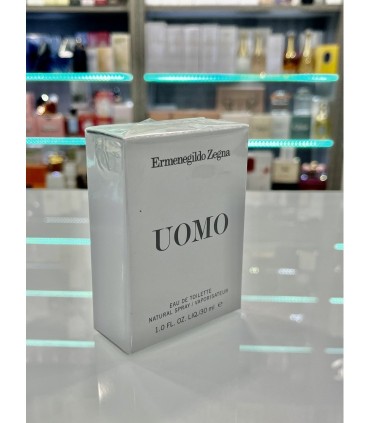 Ermenegildo Zegna
UOMO
EAU DE TOILETTE
NATURAL SPRAY / VAPORISATEUR
1.0 FL. OZ. LIQ./30 ml ℮